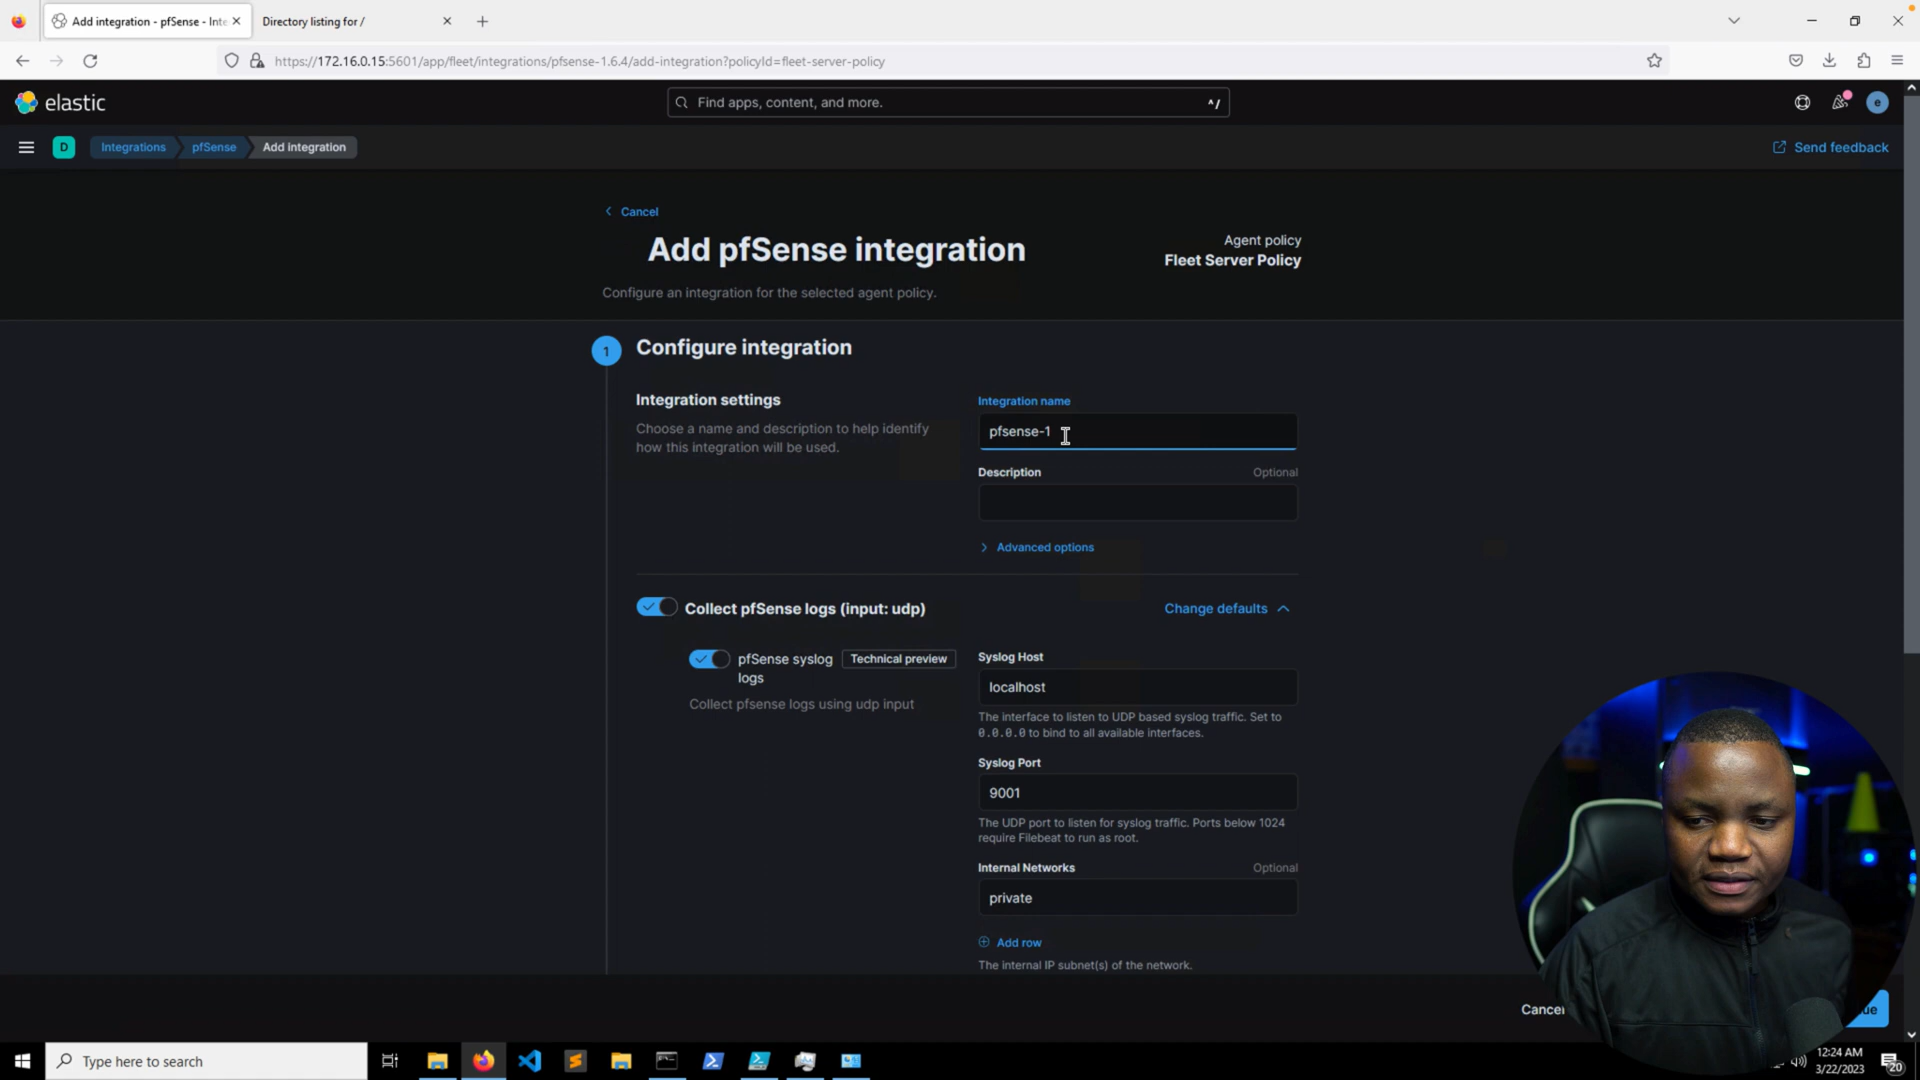 Add integration - pfSense - Inte
Directory listing for /
https://172.16.0.15:5601/app/fleet/integrations/pfsense-1.6.4/add-integration?policyId=fleet-server-policy
elastic
Find apps, content, and more.
^/
e
D
Integrations
pfSense
Add integration
Send feedback
Cancel
Add pfSense integration
Agent policy
Fleet Server Policy
Configure an integration for the selected agent policy.
1
Configure integration
Integration settings
Choose a name and description to help identify
how this integration will be used.
Integration name
pfsense-1
Description
Optional
Advanced options
Collect pfSense logs (input: udp)
Change defaults
pfSense syslog
logs
Technical preview
Collect pfsense logs using udp input
Syslog Host
localhost
The interface to listen to UDP based syslog traffic. Set to
0.0.0.0 to bind to all available interfaces.
Syslog Port
9001
The UDP port to listen for syslog traffic. Ports below 1024
require Filebeat to run as root.
Internal Networks
Optional
private
Add row
The internal IP subnet(s) of the network.
Cancel
ue
Type here to search
12:24 AM
3/22/2023
20